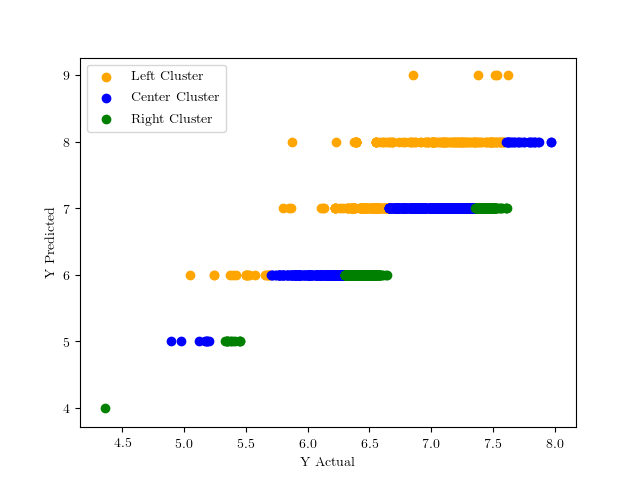 Left Cluster
Center Cluster
Right Cluster
9
8
7
6
5
4
Y Predicted
4.5 5.0 5.5 6.0 6.5 7.0 7.5 8.0
Y Actual